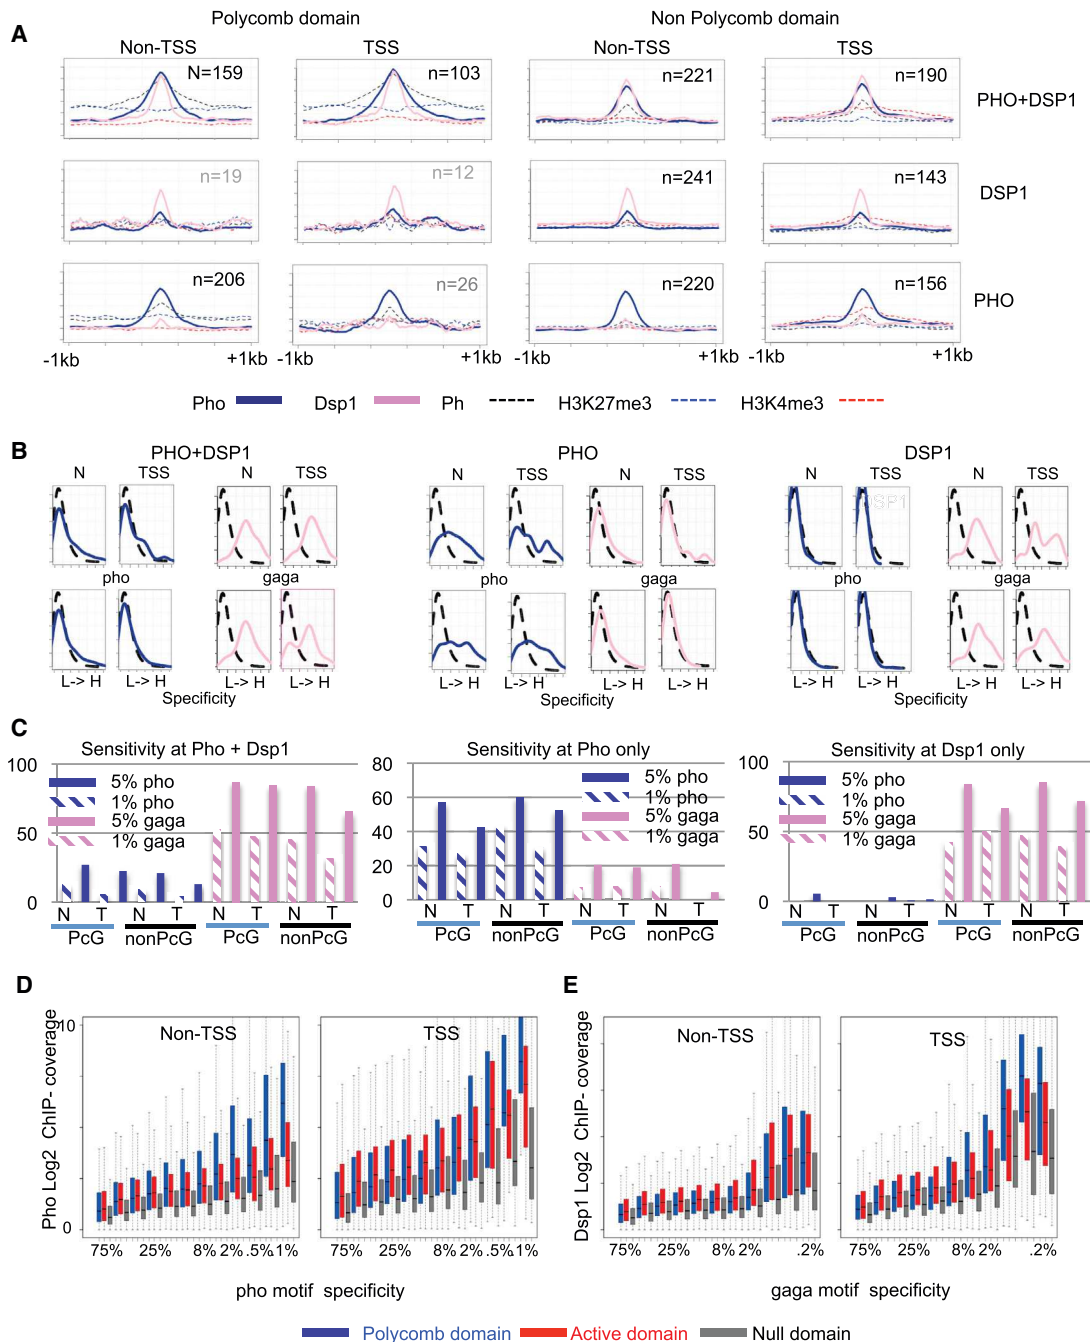 A
Polycomb domain
Non Polycomb domain
Non-TSS
TSS
Non-TSS
TSS
N=159
n=103
n=221
n=190
PHO+DSP1
n=19
n=12
n=241
n=143
DSP1
n=206
n=26
n=220
n=156
PHO
-1kb
+1kb
-1kb
+1kb
-1kb
+1kb
-1kb
+1kb
Pho
Dsp1
Ph
H3K27me3
H3K4me3
B
PHO+DSP1
PHO
DSP1
N
TSS
N
TSS
N
TSS
N
TSS
N
TSS
N
TSS
DSP1
pho
gaga
pho
gaga
pho
gaga
L-> H
L-> H
L-> H
L-> H
L-> H
L-> H
L-> H
L-> H
L-> H
L-> H
L-> H
L-> H
Specificity
Specificity
Specificity
C
Sensitivity at Pho + Dsp1
100
50
0
5% pho
1% pho
5% gaga
1% gaga
N
T
N
T
N
T
N
T
PcG
nonPcG
PcG
nonPcG
Sensitivity at Pho only
80
60
40
20
0
5% pho
1% pho
5% gaga
1% gaga
N
T
N
T
N
T
N
T
PcG
nonPcG
PcG
nonPcG
Sensitivity at Dsp1 only
100
50
0
5% pho
1% pho
5% gaga
1% gaga
N
T
N
T
N
T
N
T
PcG
nonPcG
PcG
nonPcG
D
Pho Log2 ChIP- coverage
10
0
Non-TSS
TSS
75%
25%
8%
2%
.5%
.1%
75%
25%
8%
2%
.5%
.1%
pho motif specificity
E
Dsp1 Log2 ChIP- coverage
Non-TSS
TSS
75%
25%
8%
2%
.2%
75%
25%
8%
2%
.2%
gaga motif specificity
Polycomb domain
Active domain
Null domain